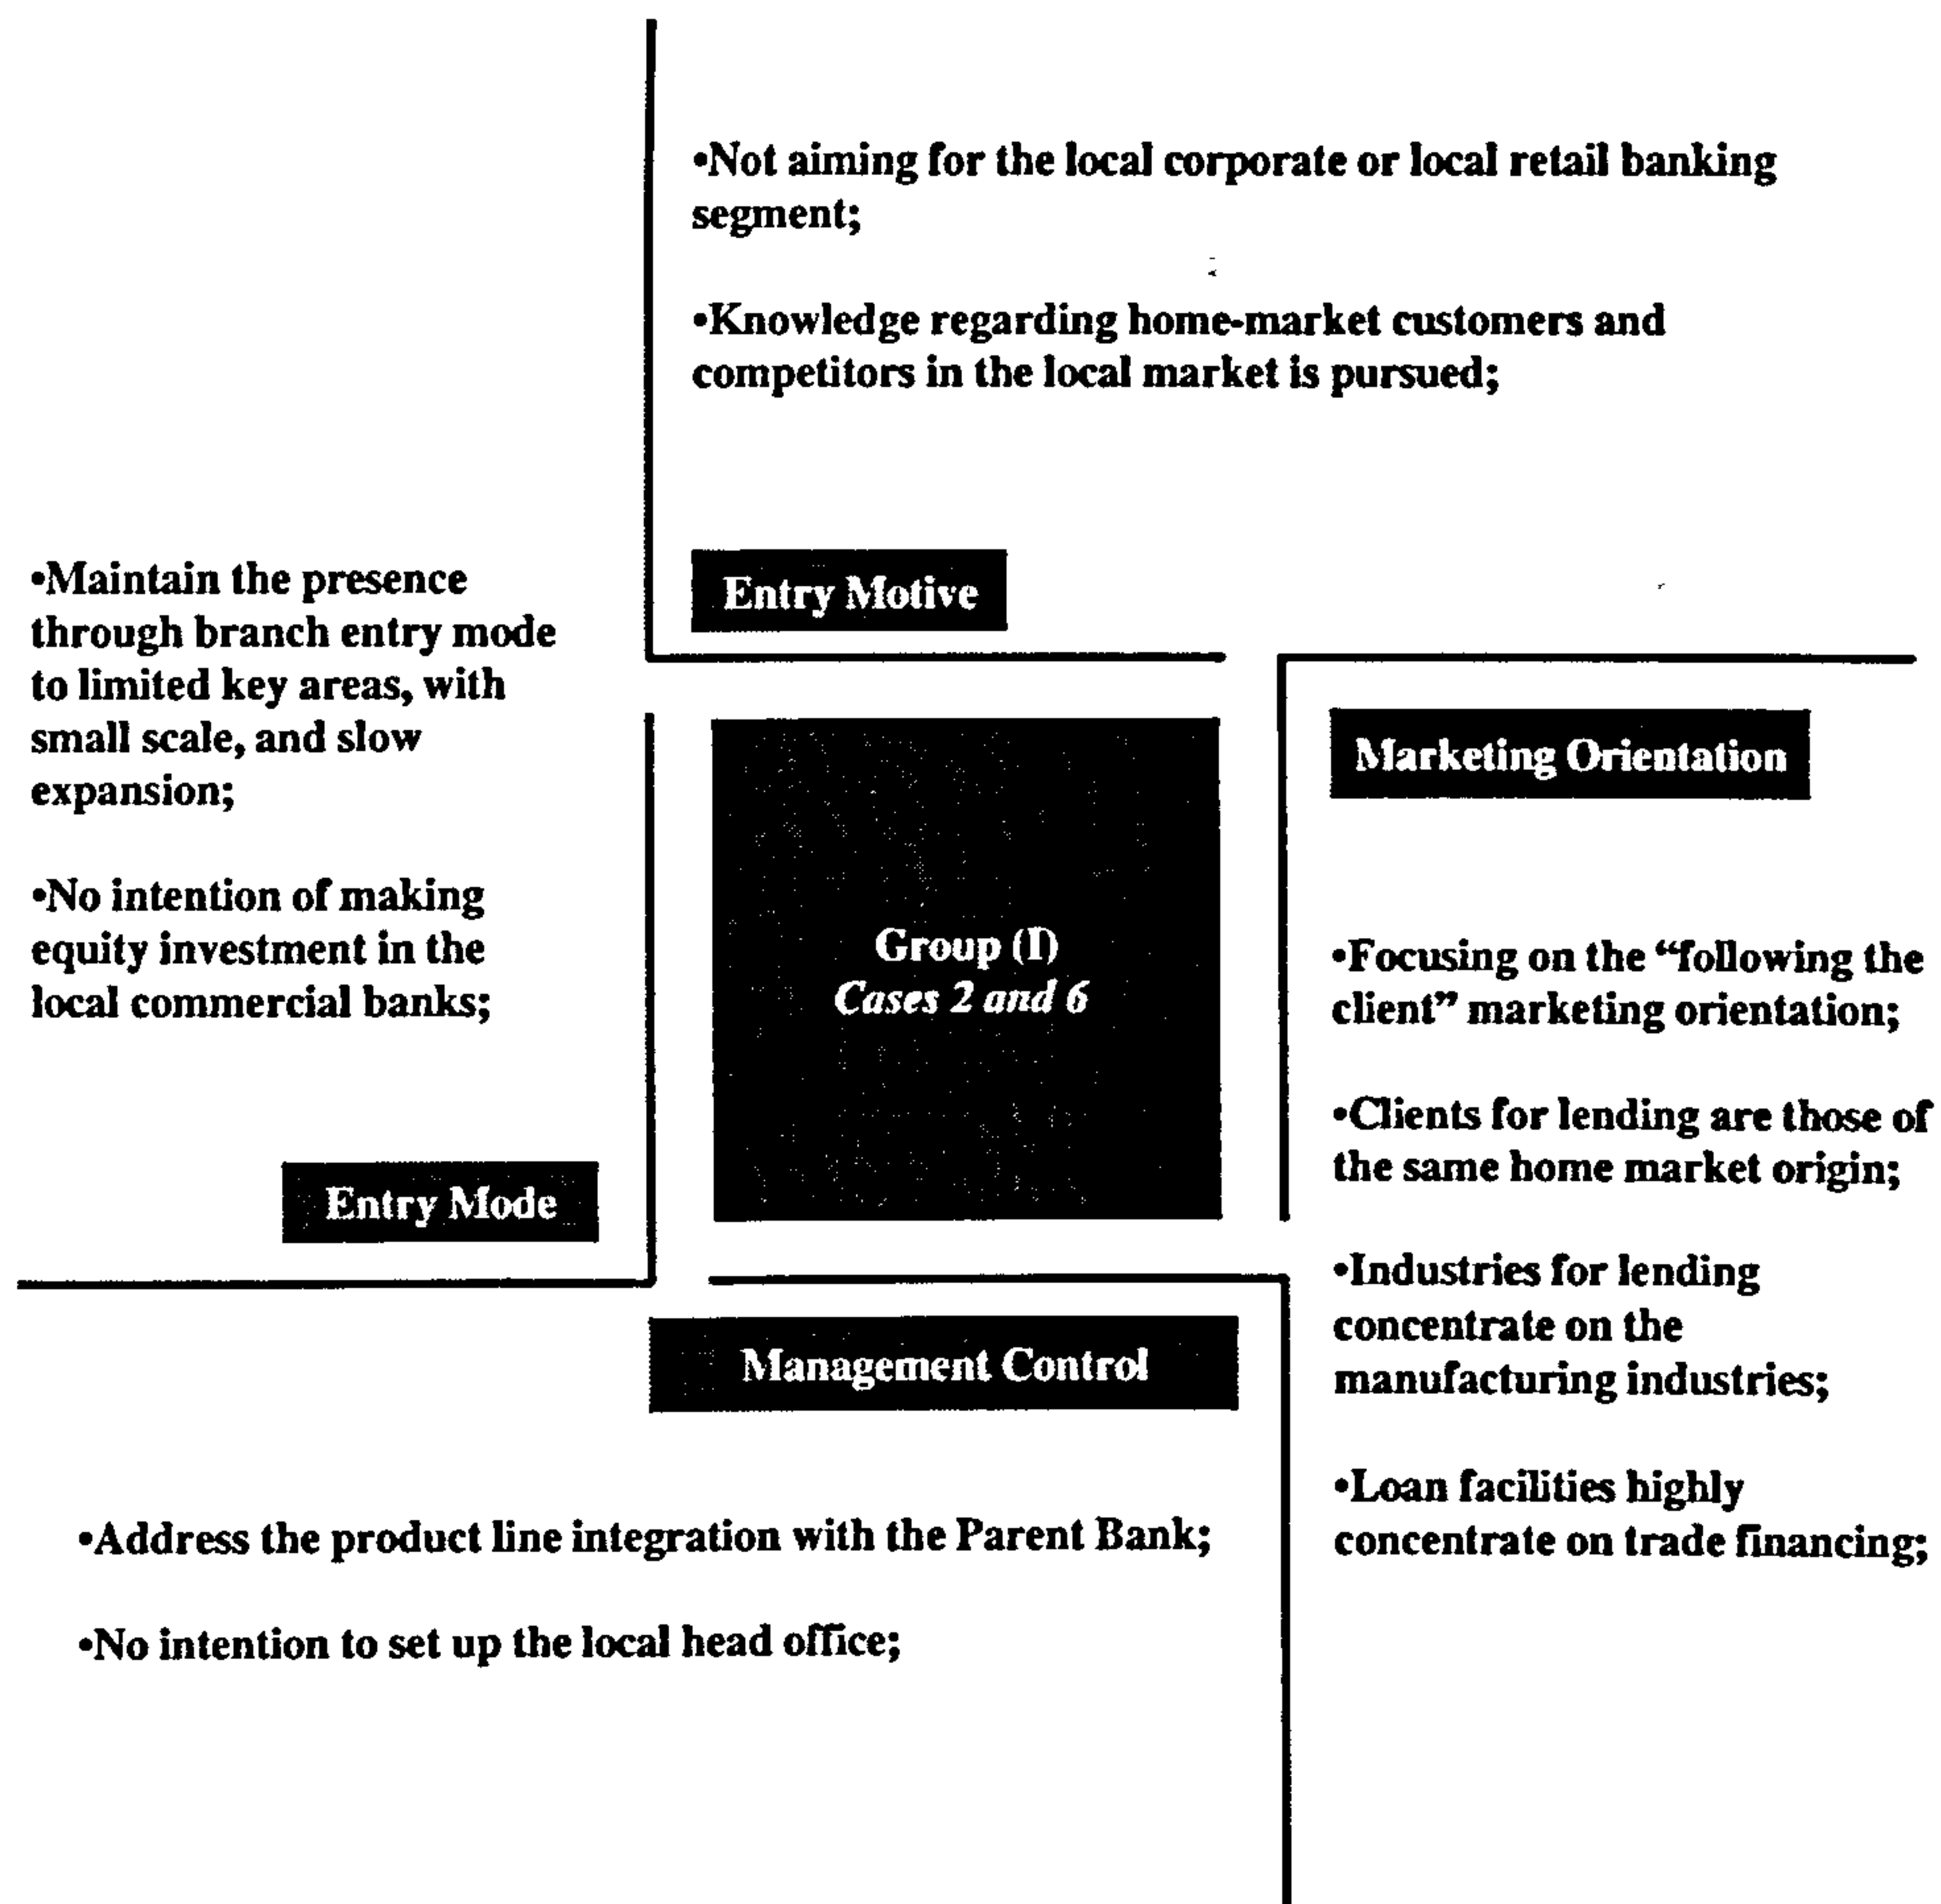 •Not aiming for the local corporate or local retail banking
segment;
•Knowledge regarding home-market customers and
competitors in the local market is pursued;
Entry Motive
•Maintain the presence
through branch entry mode
to limited key areas, with
small scale, and slow
expansion;
•No intention of making
equity investment in the
local commercial banks;
Entry Mode
Group (I)
Cases 2 and 6
Marketing Orientation
•Focusing on the “following the
client” marketing orientation;
•Clients for lending are those of
the same home market origin;
•Industries for lending
concentrate on the
manufacturing industries;
•Loan facilities highly
concentrate on trade financing;
Management Control
•Address the product line integration with the Parent Bank;
•No intention to set up the local head office;